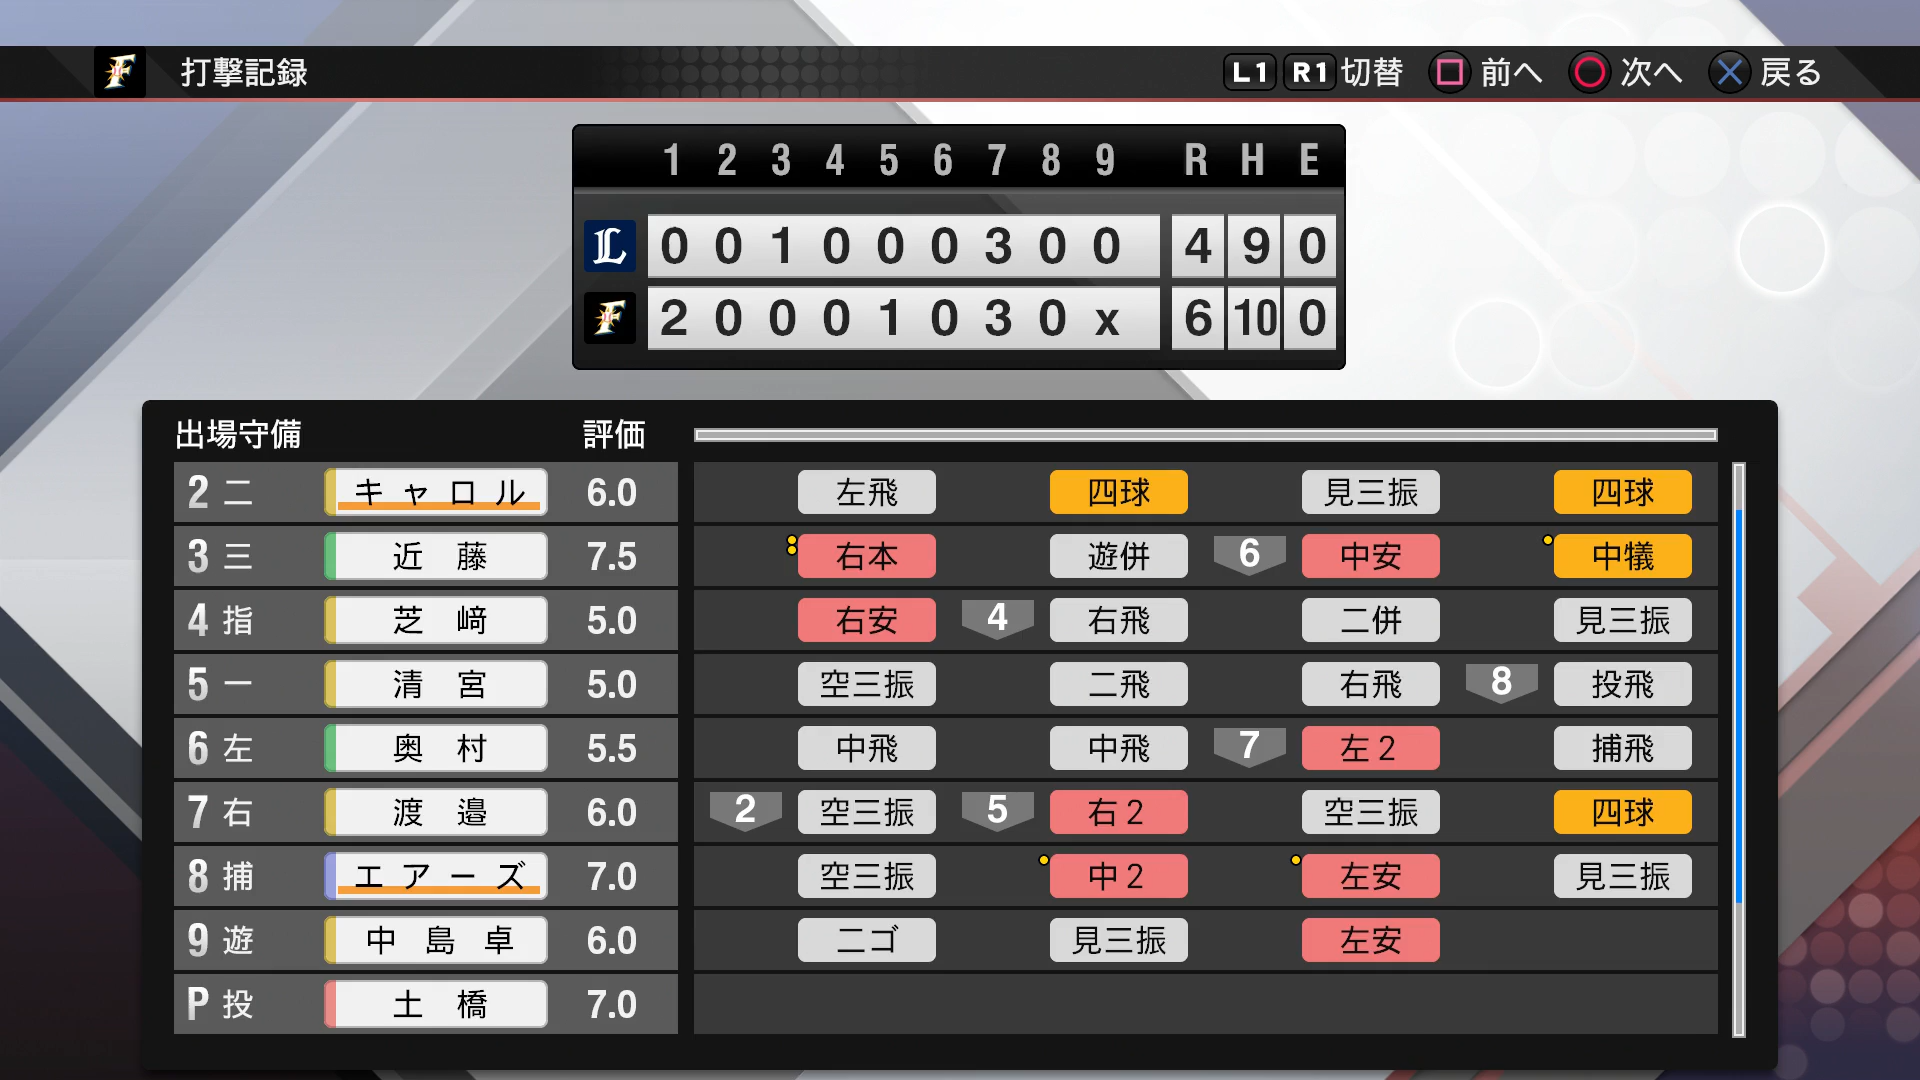 打撃記録 L1 R1 切替 前へ 次へ 戻る
1 2 3 4 5 6 7 8 9 R H E
L 0 0 1 0 0 0 3 0 0 4 9 0
F 2 0 0 0 1 0 3 0 x 6 10 0
出場守備 評価
2 二 キャロル 6.0 左飛 四球 見三振 四球
3 三 近藤 7.5 右本 遊併 6 中安 中犠
4 指 芝﨑 5.0 右安 4 右飛 二併 見三振
5 一 清宮 5.0 空三振 二飛 右飛 8 投飛
6 左 奥村 5.5 中飛 中飛 7 左2 捕飛
7 右 渡邉 6.0 2 空三振 5 右2 空三振 四球
8 捕 エアーズ 7.0 空三振 中2 左安 見三振
9 遊 中島卓 6.0 二ゴ 見三振 左安
P 投 土橋 7.0